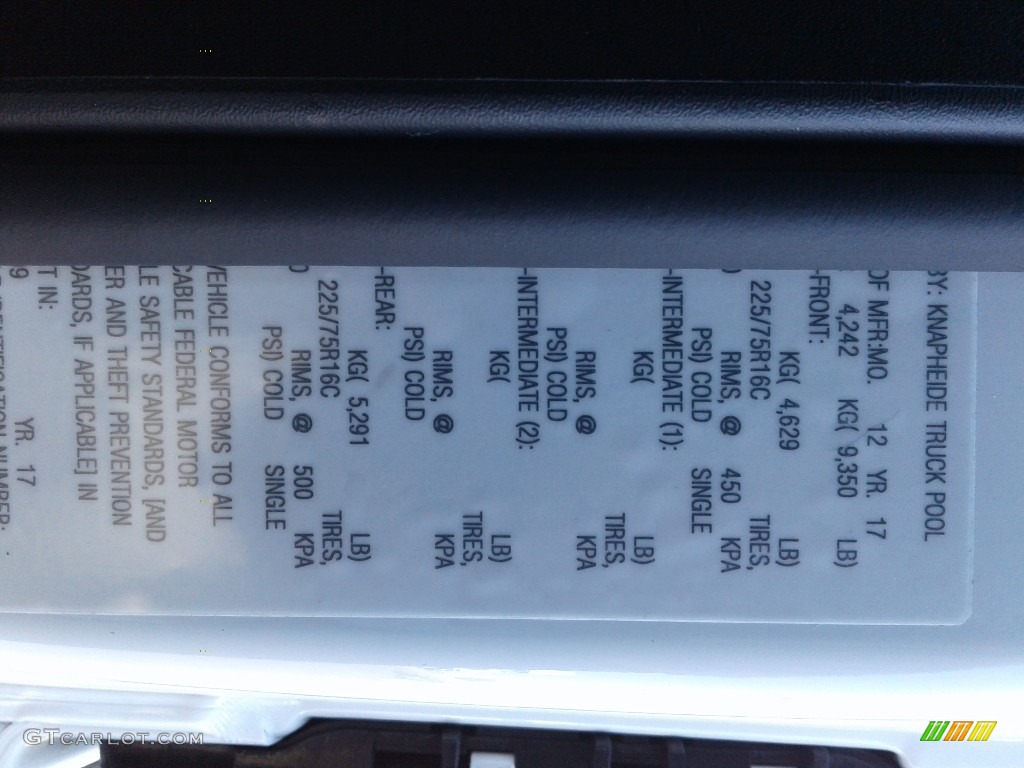 BY: KNAPHEIDE TRUCK POOL
OF MFR:MO. 12 YR. 17
4,242 KG( 9,350 LB)
-FRONT:
KG( 4,629 LB)
225/75R16C TIRES,
RIMS, @ 450 KPA
PSI) COLD SINGLE
-INTERMEDIATE (1):
KG( LB)
TIRES,
RIMS, @ KPA
PSI) COLD
-INTERMEDIATE (2):
KG( LB)
TIRES,
RIMS, @ KPA
PSI) COLD
-REAR:
KG( 5,291 LB)
225/75R16C TIRES,
RIMS, @ 500 KPA
PSI) COLD SINGLE
VEHICLE CONFORMS TO ALL
CABLE FEDERAL MOTOR
LE SAFETY STANDARDS, [AND
ER AND THEFT PREVENTION
DARDS, IF APPLICABLE] IN
T IN:
9 YR. 17
NUMBER:
GTCARLOT.COM